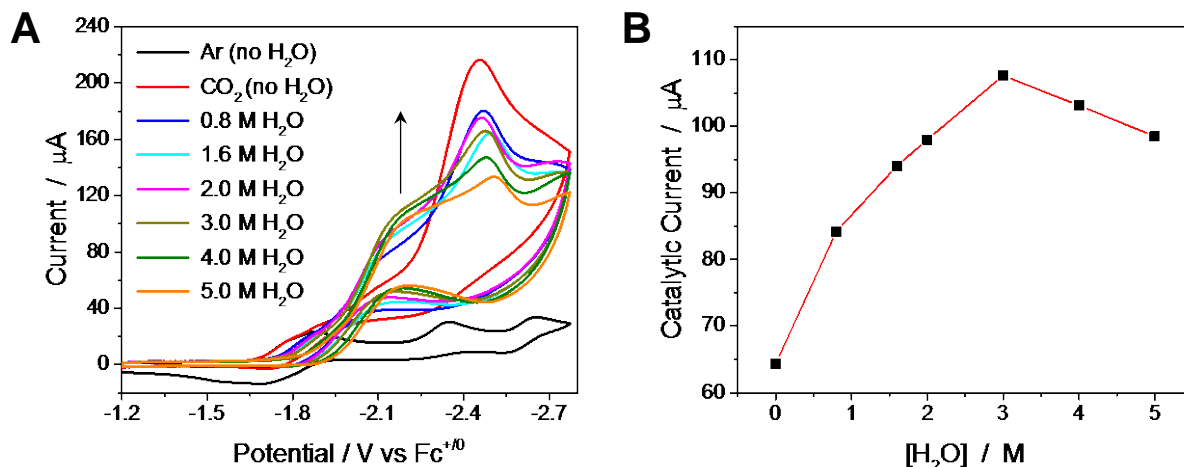 A
240
200
160
120
80
40
0
Current / μA
Ar (no H₂O)
CO₂ (no H₂O)
0.8 M H₂O
1.6 M H₂O
2.0 M H₂O
3.0 M H₂O
4.0 M H₂O
5.0 M H₂O
-1.2 -1.5 -1.8 -2.1 -2.4 -2.7
Potential / V vs Fc⁺/⁰
B
110
100
90
80
70
60
Catalytic Current / μA
0 1 2 3 4 5
[H₂O] / M